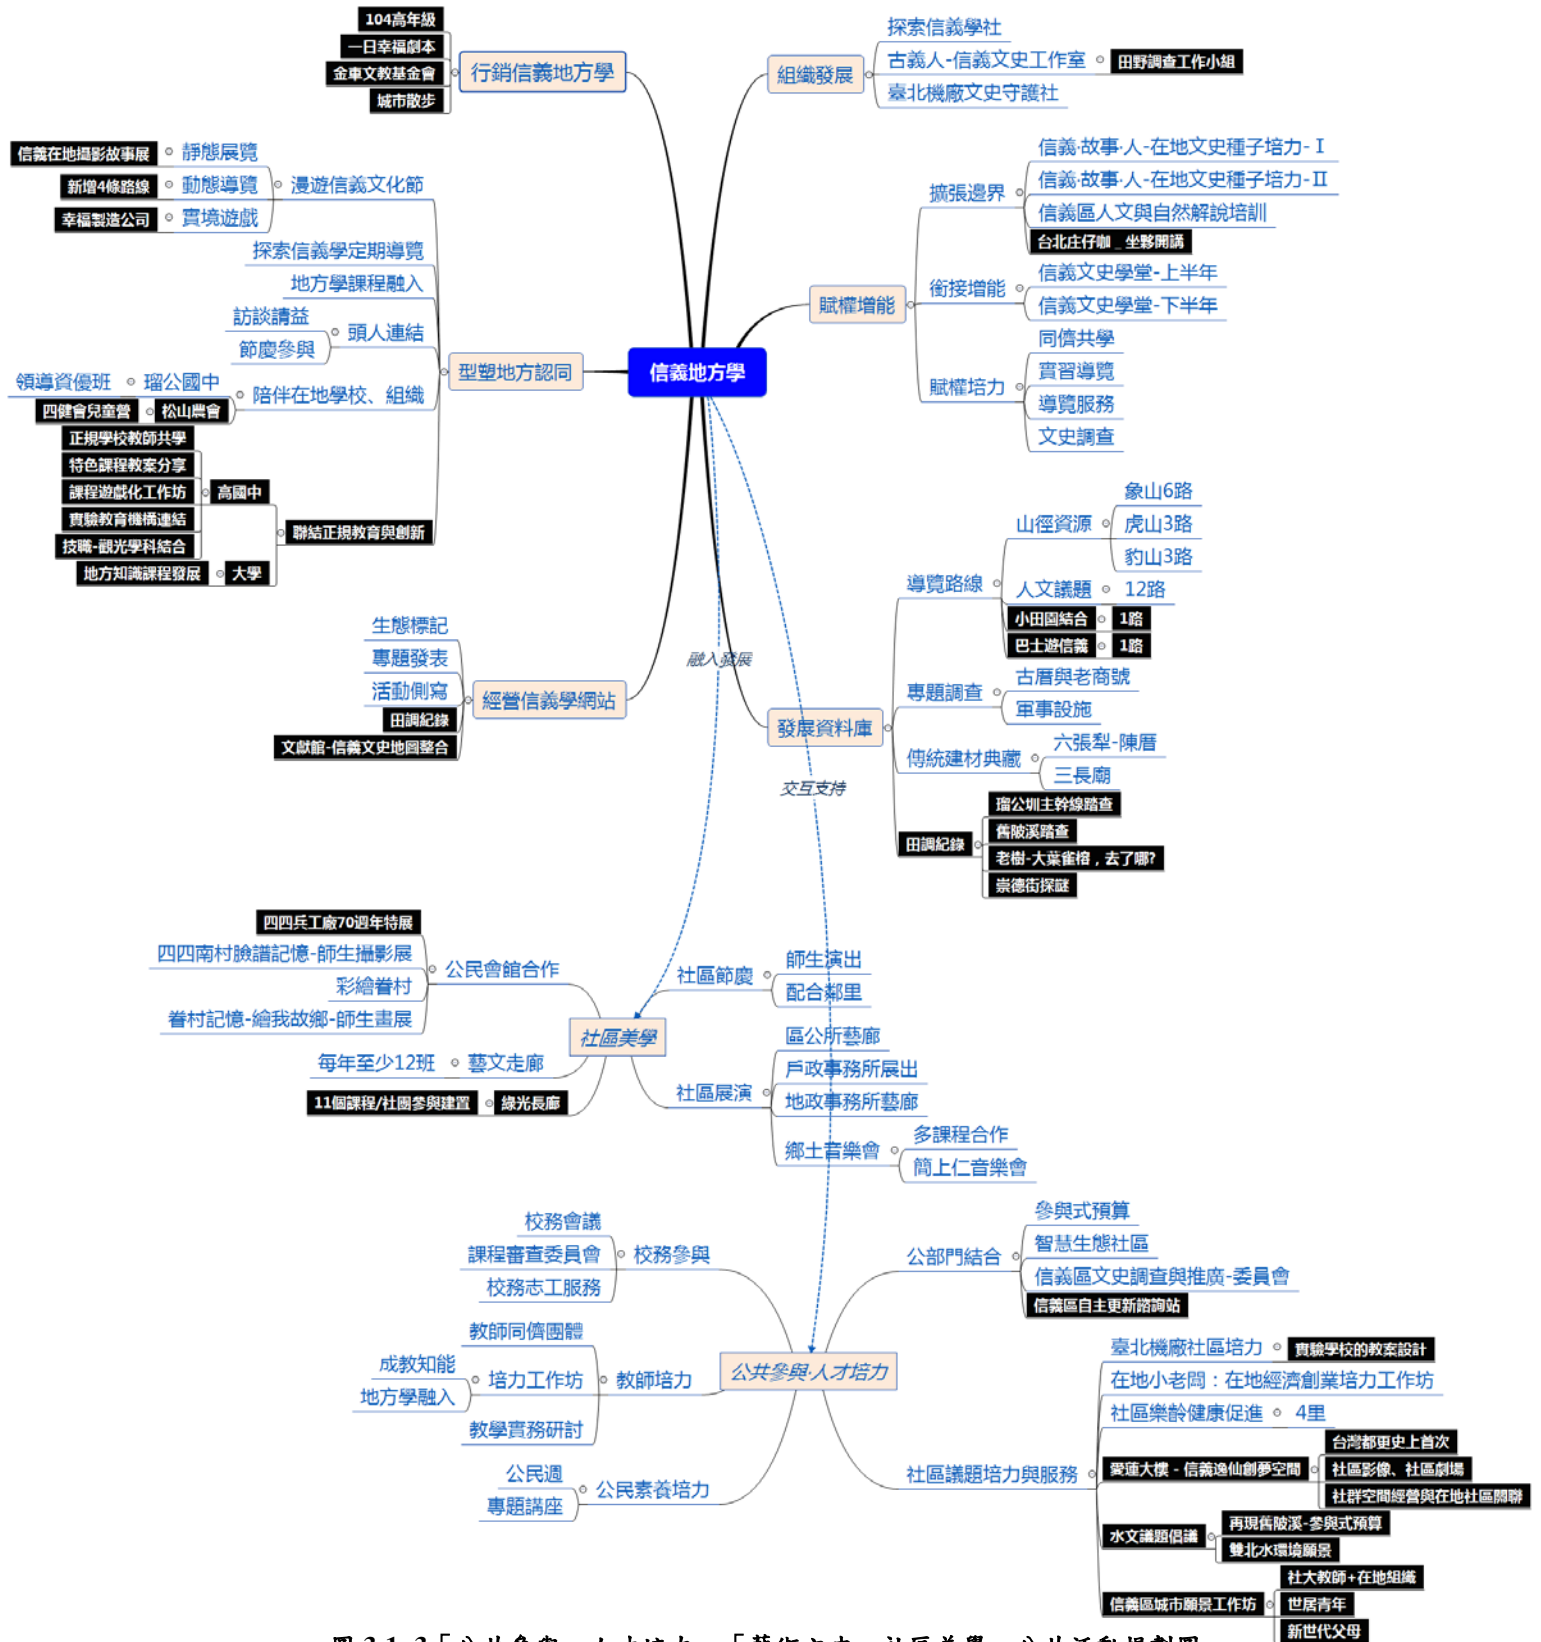 信義地方學
行銷信義地方學
104高年級
一日幸福劇本
金車文教基金會
城市散步
型塑地方認同
漫遊信義文化節
靜態展覽
信義在地攝影故事展
動態導覽
新增4條路線
實境遊戲
幸福製造公司
探索信義學定期導覽
地方學課程融入
頭人連結
訪談請益
節慶參與
陪伴在地學校、組織
瑠公國中
領導資優班
松山農會
四健會兒童營
聯結正規教育與創新
高國中
正規學校教師共學
特色課程教案分享
課程遊戲化工作坊
實驗教育機構連結
技職-觀光學科結合
大學
地方知識課程發展
經營信義學網站
生態標記
專題發表
活動側寫
田調紀錄
文獻館-信義文史地圖整合
組織發展
探索信義學社
古義人-信義文史工作室
田野調查工作小組
臺北機廠文史守護社
賦權增能
擴張邊界
信義·故事·人-在地文史種子培力-Ⅰ
信義·故事·人-在地文史種子培力-Ⅱ
信義區人文與自然解說培訓
台北庄仔咖_坐夥開講
銜接增能
信義文史學堂-上半年
信義文史學堂-下半年
賦權培力
同儕共學
實習導覽
導覽服務
文史調查
發展資料庫
導覽路線
山徑資源
象山6路
虎山3路
豹山3路
人文議題
12路
小田園結合
1路
巴士遊信義
1路
專題調查
古厝與老商號
軍事設施
傳統建材典藏
六張犁-陳厝
三長廟
田調紀錄
瑠公圳主幹線踏查
舊陂溪踏查
老樹-大葉雀榕，去了哪?
崇德街探謎
融入發展
交互支持
社區美學
公民會館合作
四四兵工廠70週年特展
四四南村臉譜記憶-師生攝影展
彩繪眷村
眷村記憶-繪我故鄉-師生畫展
藝文走廊
每年至少12班
綠光長廊
11個課程/社團參與建置
社區節慶
師生演出
配合鄰里
社區展演
區公所藝廊
戶政事務所展出
地政事務所藝廊
鄉土音樂會
多課程合作
簡上仁音樂會
公共參與·人才培力
校務參與
校務會議
課程審查委員會
校務志工服務
教師培力
教師同儕團體
培力工作坊
成教知能
地方學融入
教學實務研討
公民素養培力
公民週
專題講座
公部門結合
參與式預算
智慧生態社區
信義區文史調查與推廣-委員會
信義區自主更新諮詢站
社區議題培力與服務
臺北機廠社區培力
實驗學校的教案設計
在地小老闆：在地經濟創業培力工作坊
社區樂齡健康促進
4里
愛蓮大樓 - 信義逸仙創夢空間
台灣都更史上首次
社區影像、社區劇場
社群空間經營與在地社區關聯
水文議題倡議
再現舊陂溪-參與式預算
雙北水環境願景
信義區城市願景工作坊
社大教師+在地組織
世居青年
新世代父母